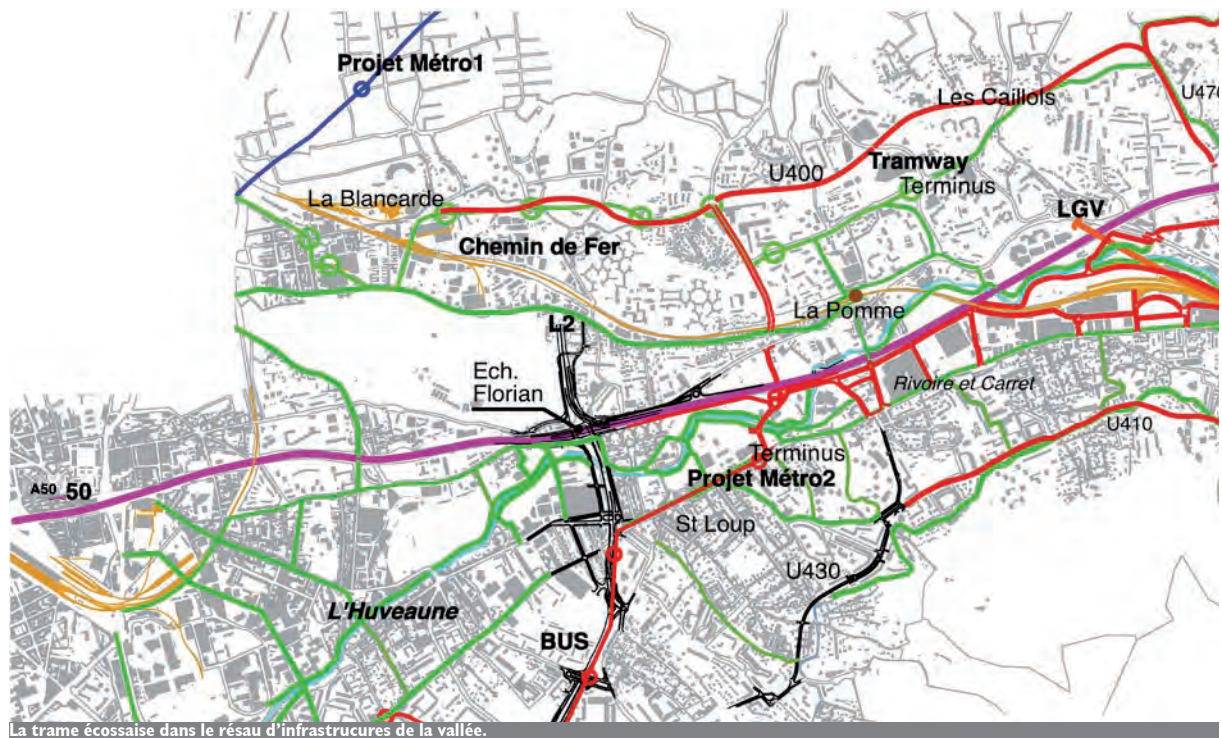 Projet Métro1
Les Caillols
U470
U400
Tramway
Terminus
La Blancarde
LGV
Chemin de Fer
La Pomme
L2
Ech.
Florian
Rivoire et Carret
U410
Terminus
Projet Métro2
A50 50
St Loup
U430
L'Huveaune
BUS
La trame écossaise dans le résau d'infrastrucures de la vallée.